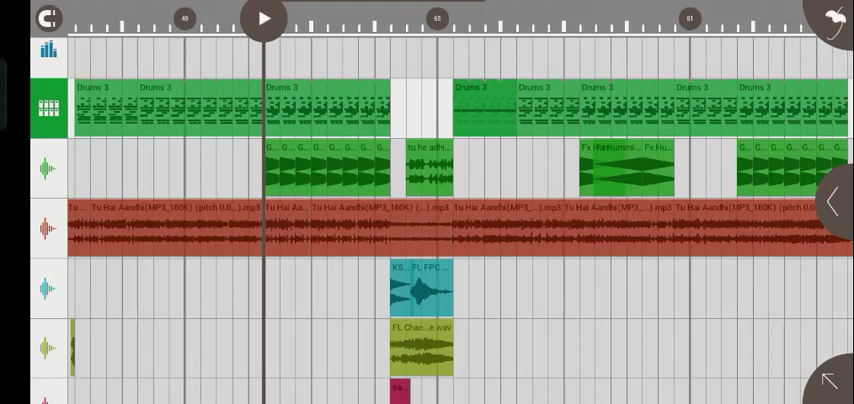 49 65 81
Drums 3 Drums 3 Drums 3 Drums 3 Drums 3 Drums 3 Drums 3 Drums 3
G... G... G... G... G... G... G... G... tu he adhi... Fx Hu... G... G... G... G... G... G... G...
Tu ... Tu Hai Aandhi(MP3_160K) (pitch:0.0...).mp3 Tu Hai Aa... Tu Hai Aandhi(MP3_160K) (...).mp3 Tu Hai Aandhi(MP3_...).mp3 Tu Hai Aandhi(MP3_160K) (...).mp3 Tu Hai Aandhi(MP3_160K) (pitch:0.0...).mp3
KS... FL FPC ...
FL Chao...e.wav